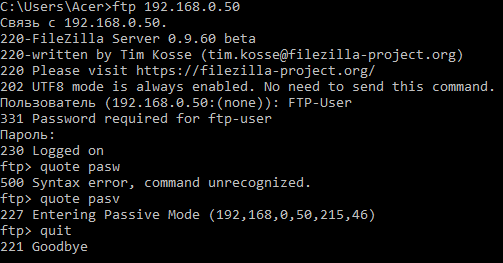 C:\Users\Acer>ftp 192.168.0.50
Связь с 192.168.0.50.
220-FileZilla Server 0.9.60 beta
220-written by Tim Kosse (tim.kosse@filezilla-project.org)
220 Please visit https://filezilla-project.org/
202 UTF8 mode is always enabled. No need to send this command.
Пользователь (192.168.0.50:(none)): FTP-User
331 Password required for ftp-user
Пароль:
230 Logged on
ftp> quote pasw
500 Syntax error, command unrecognized.
ftp> quote pasv
227 Entering Passive Mode (192,168,0,50,215,46)
ftp> quit
221 Goodbye